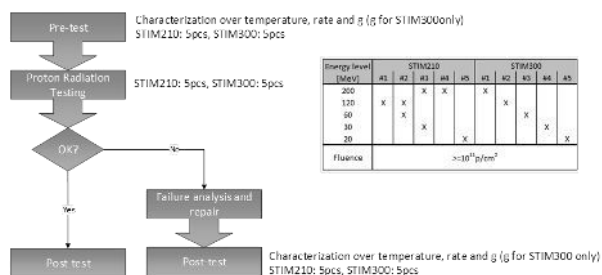 Pre-test
Characterization over temperature, rate and g (g for STIM300only)
STIM210: 5pcs, STIM300: 5pcs
Proton Radiation
Testing
STIM210: 5pcs, STIM300: 5pcs
OK?
No
Yes
Failure analysis and
repair
Post test
Post-test
Characterization over temperature, rate and g (g for STIM300 only)
STIM210: 5pcs, STIM300: 5pcs
Energy level [MeV] STIM210 STIM300
#1 #2 #3 #4 #5 #1 #2 #3 #4 #5
200 X X X
120 X X X
60 X X
30 X X
20 X X
Fluence >=10¹¹p/cm²